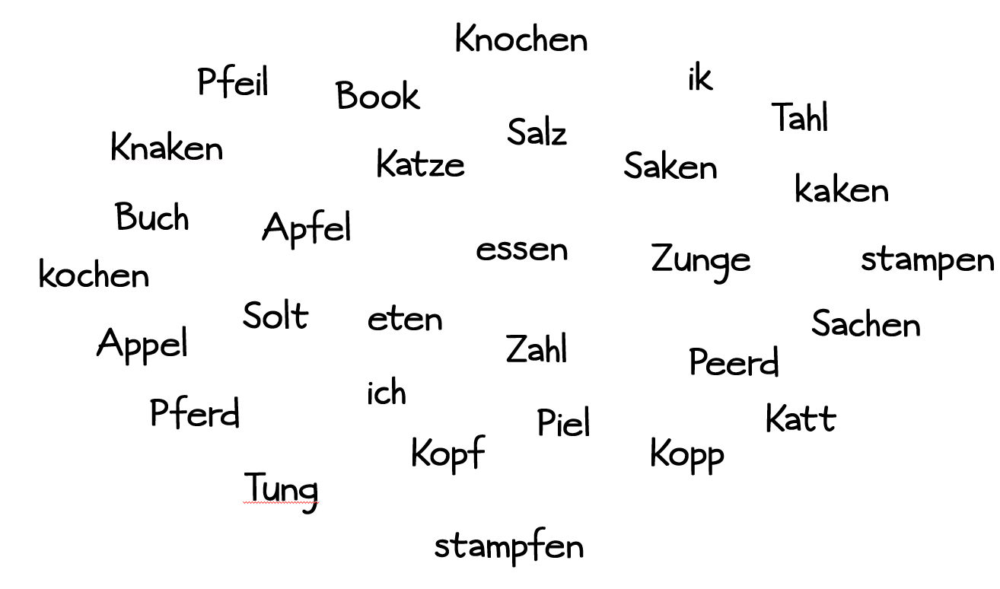 Knochen
Pfeil
ik
Book
Tahl
Salz
Knaken
Katze
Saken
kaken
Buch
Apfel
essen
Zunge
stampen
kochen
Solt
eten
Sachen
Appel
Zahl
Peerd
ich
Pferd
Piel
Katt
Kopf
Kopp
Tung
stampfen